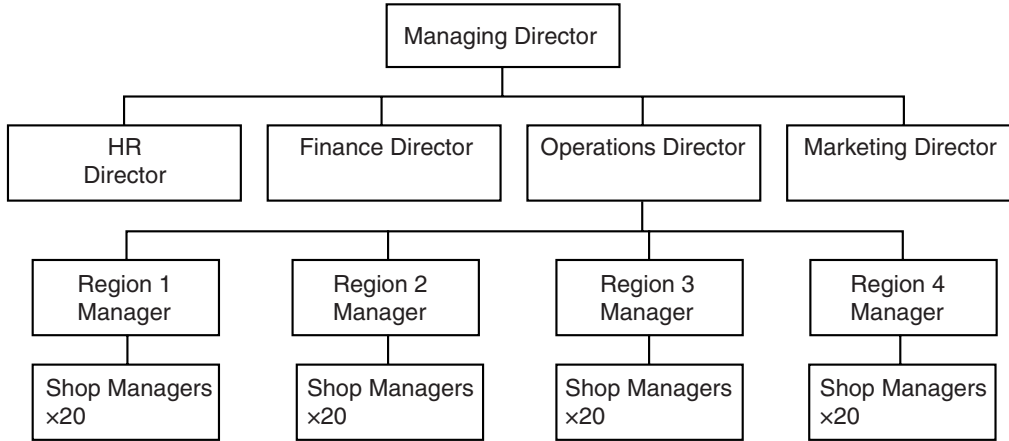 Managing Director
HR
Director
Finance Director
Operations Director
Marketing Director
Region 1
Manager
Region 2
Manager
Region 3
Manager
Region 4
Manager
Shop Managers
×20
Shop Managers
×20
Shop Managers
×20
Shop Managers
×20